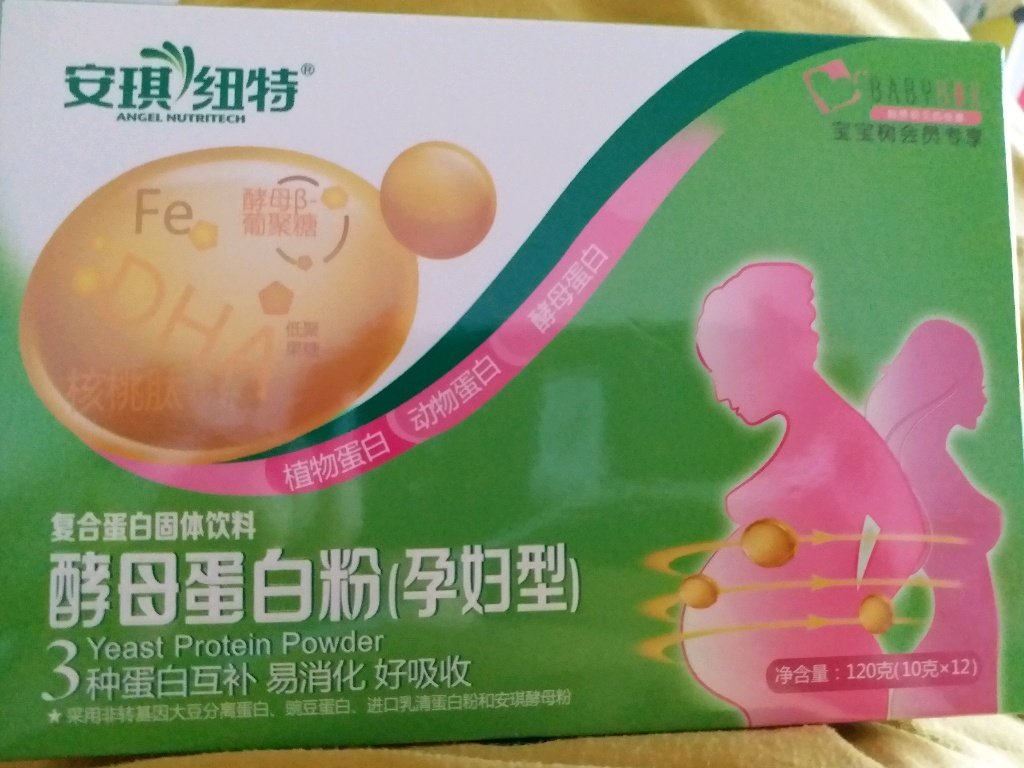 安琪纽特®
ANGEL NUTRITECH
BABYBOX
宝宝树会员专享
Fe
酵母β-
葡聚糖
DHA
低聚
果糖
核桃肽
酵母蛋白
动物蛋白
植物蛋白
复合蛋白固体饮料
酵母蛋白粉(孕妇型)
Yeast Protein Powder
3种蛋白互补 易消化 好吸收
★采用非转基因大豆分离蛋白、豌豆蛋白、进口乳清蛋白粉和安琪酵母粉
净含量：120克(10克×12)